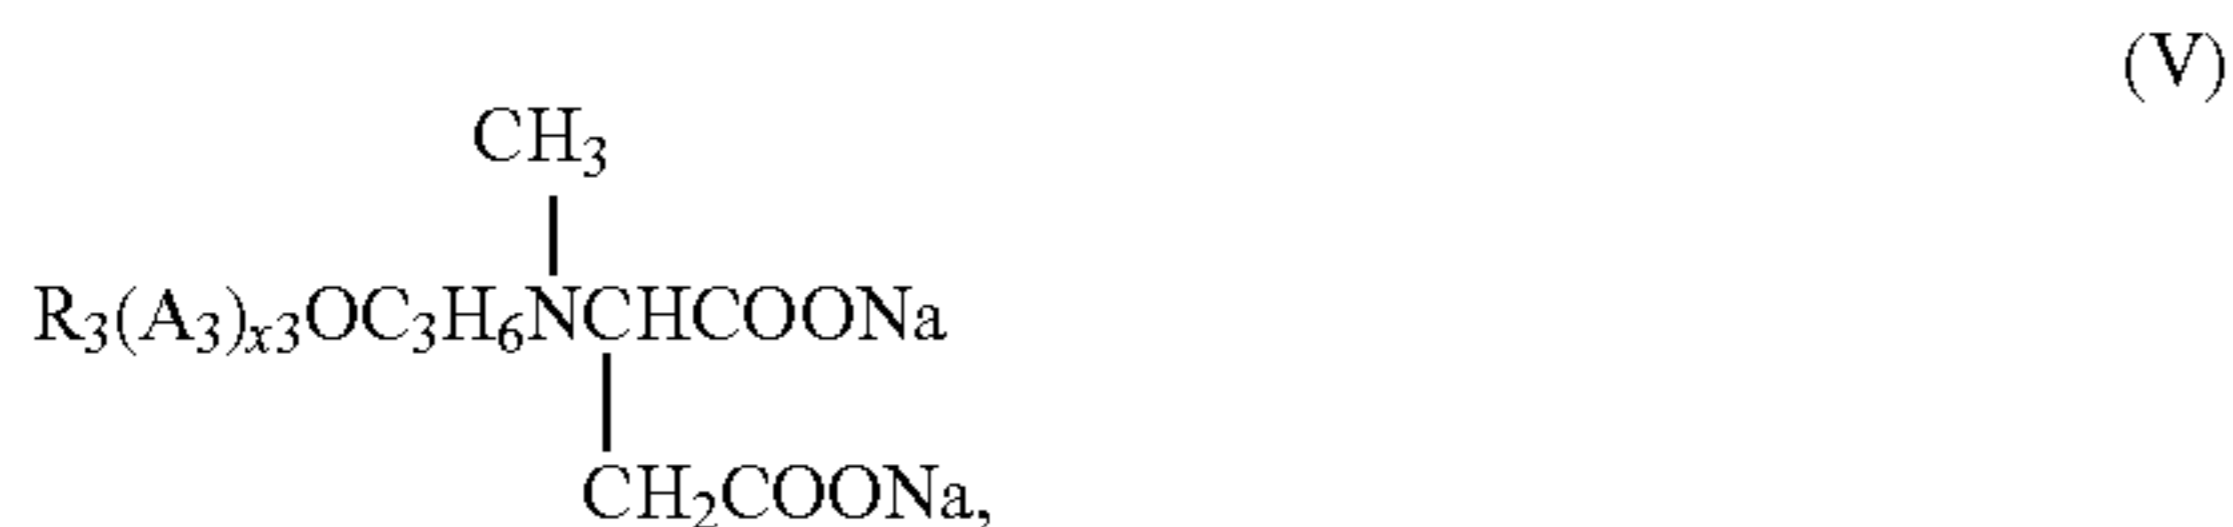 (V)
CH₃
R₃(A₃)ₓ₃OC₃H₆NCHCOONa
CH₂COONa,